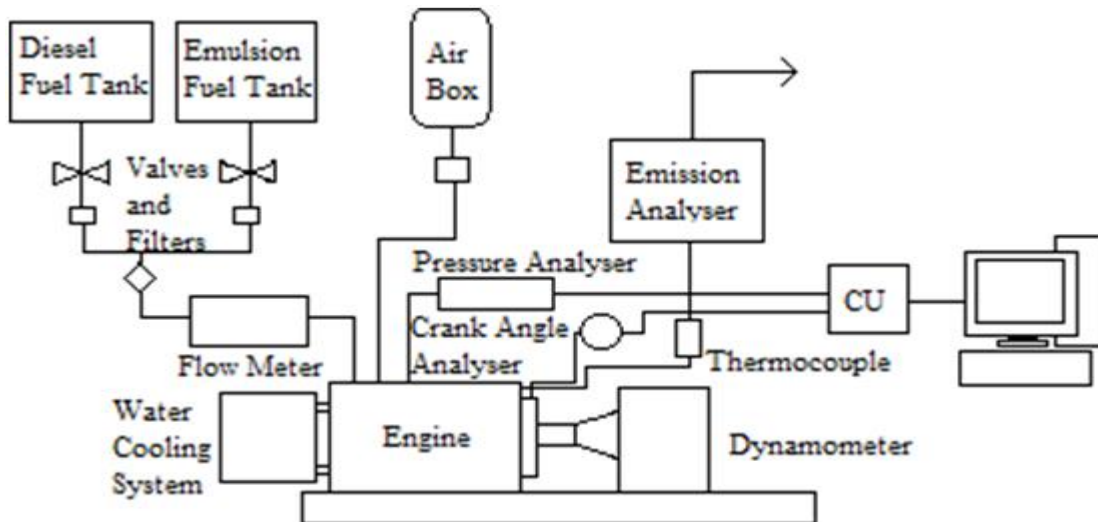 Diesel
Fuel Tank
Emulsion
Fuel Tank
Air
Box
Valves
and
Filters
Emission
Analyser
Pressure Analyser
CU
Crank Angle
Analyser
Thermocouple
Flow Meter
Water
Cooling
System
Engine
Dynamometer